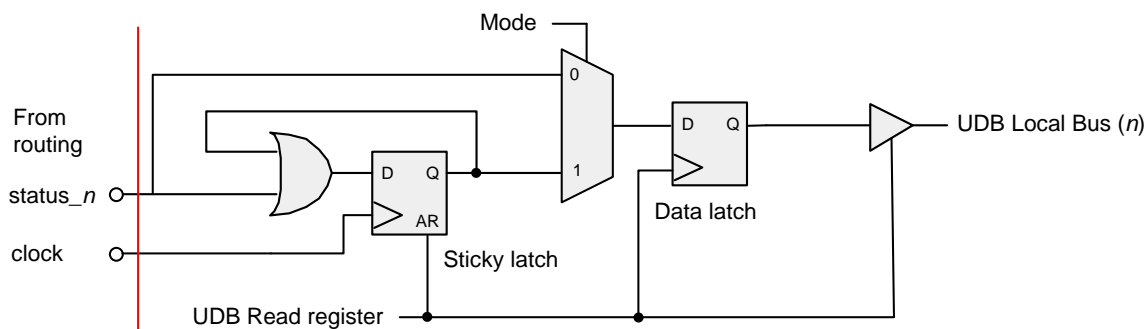 Mode
0
From
routing
D
Q
UDB Local Bus (n)
1
D
Q
status_n
AR
Data latch
clock
Sticky latch
UDB Read register